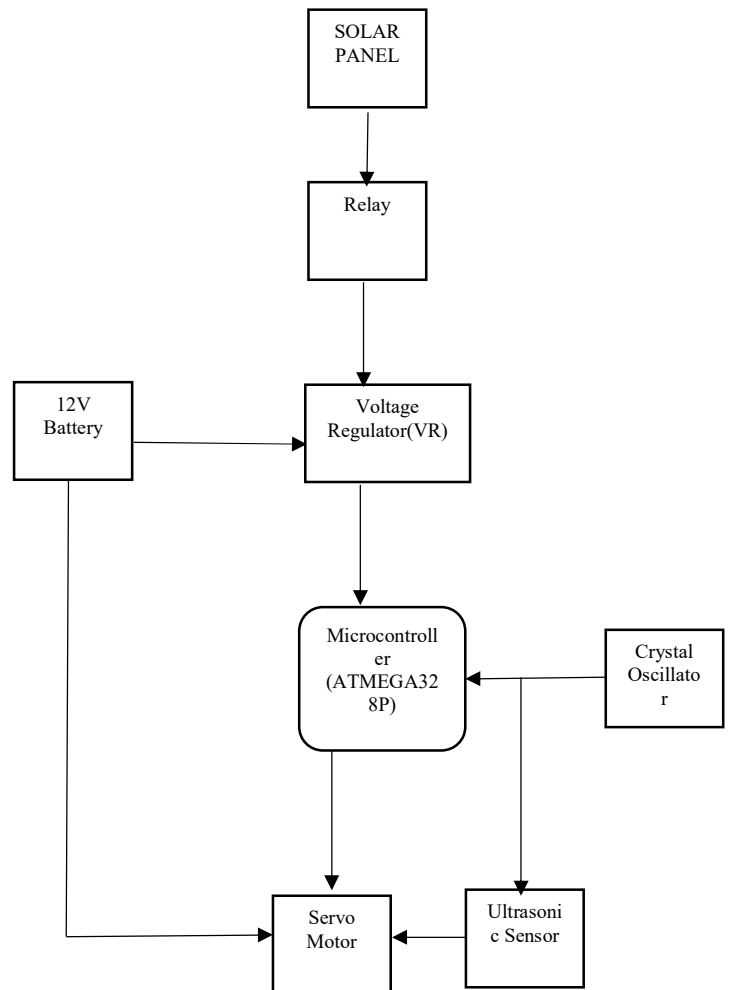 SOLAR
PANEL
Relay
12V
Battery
Voltage
Regulator(VR)
Microcontroll
er
(ATMEGA32
8P)
Crystal
Oscillato
r
Servo
Motor
Ultrasoni
c Sensor